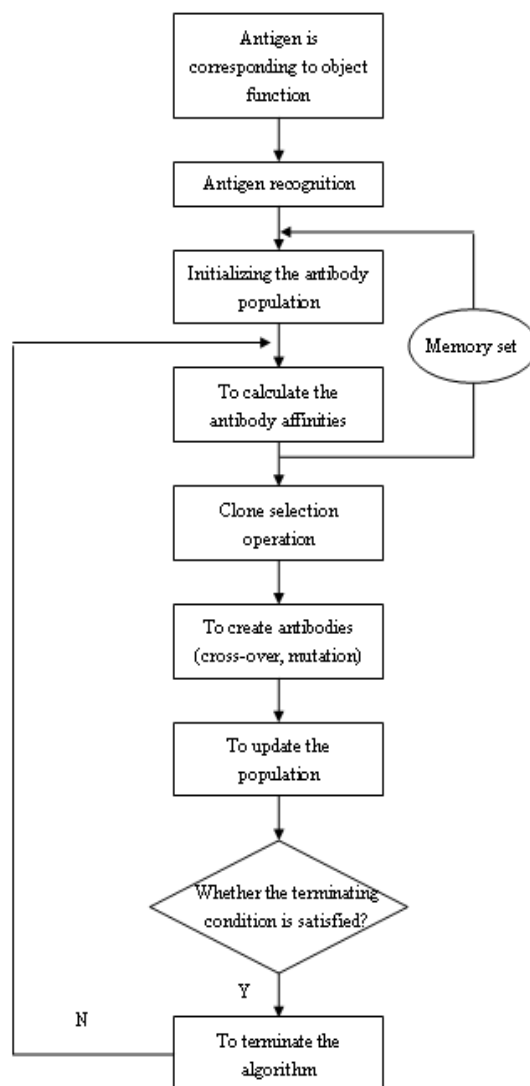 Antigen is
corresponding to object
function
Antigen recognition
Initializing the antibody
population
Memory set
To calculate the
antibody affinities
Clone selection
operation
To create antibodies
(cross-over, mutation)
To update the
population
Whether the terminating
condition is satisfied?
Y
N
To terminate the
algorithm